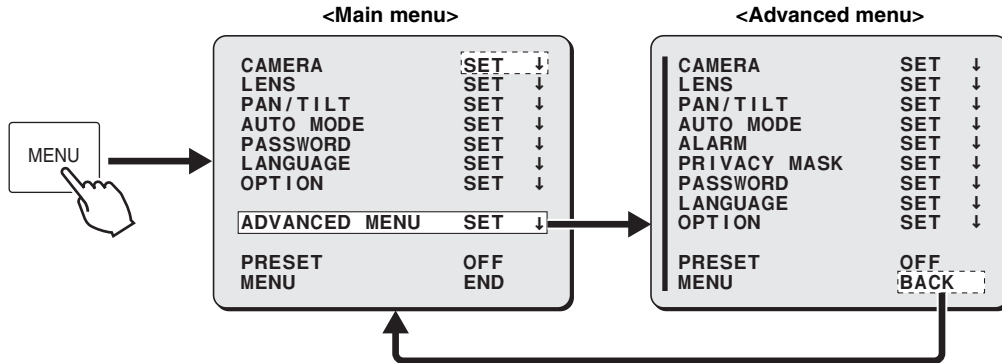 <Main menu>
CAMERA SET ↓
LENS SET ↓
PAN/TILT SET ↓
AUTO MODE SET ↓
PASSWORD SET ↓
LANGUAGE SET ↓
OPTION SET ↓
ADVANCED MENU SET ↓
PRESET OFF
MENU END
<Advanced menu>
CAMERA SET ↓
LENS SET ↓
PAN/TILT SET ↓
AUTO MODE SET ↓
ALARM SET ↓
PRIVACY MASK SET ↓
PASSWORD SET ↓
LANGUAGE SET ↓
OPTION SET ↓
PRESET OFF
MENU BACK
MENU